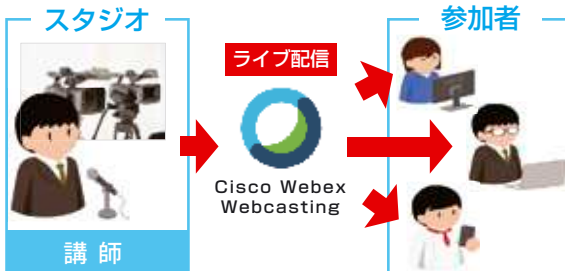 スタジオ
講師
ライブ配信
Cisco Webex
Webcasting
参加者